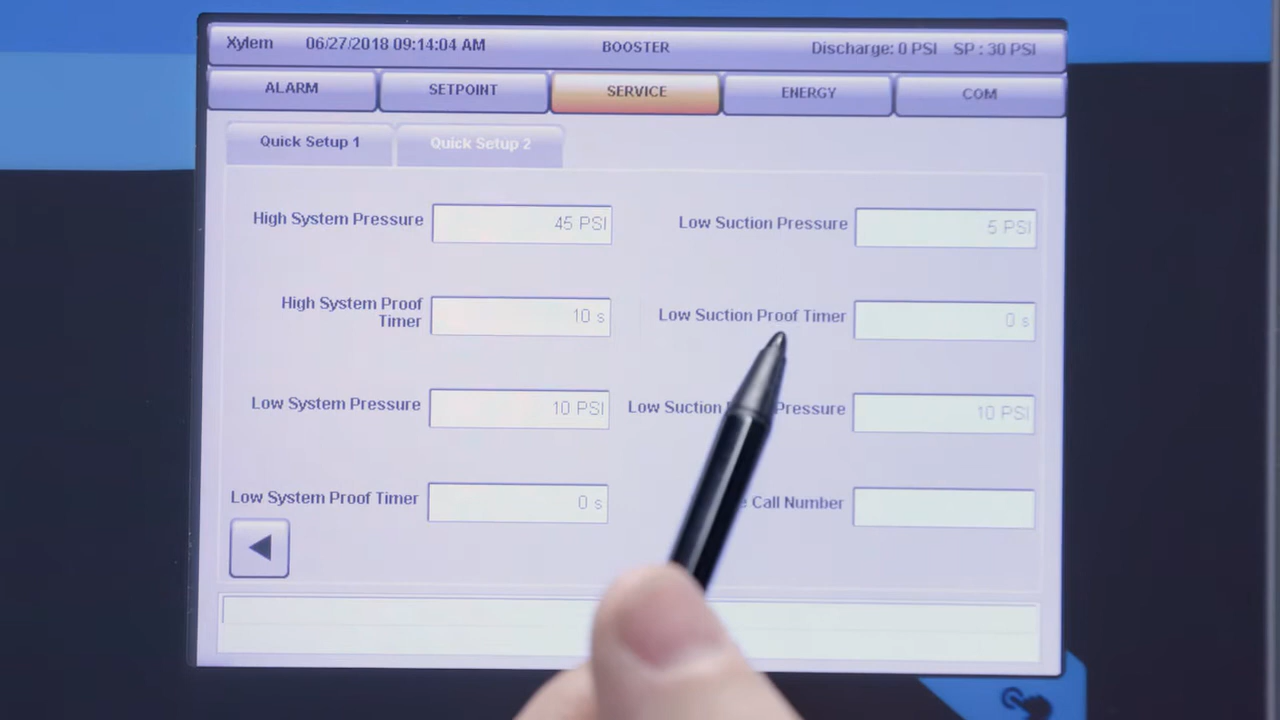 Xylem 06/27/2018 09:14:04 AM BOOSTER Discharge: 0 PSI SP : 30 PSI
ALARM SETPOINT SERVICE ENERGY COM
Quick Setup 1 Quick Setup 2
High System Pressure 45 PSI Low Suction Pressure 5 PSI
High System Proof
Timer 10 s Low Suction Proof Timer 0 s
Low System Pressure 10 PSI Low Suction Pressure 10 PSI
Low System Proof Timer 0 s Call Number